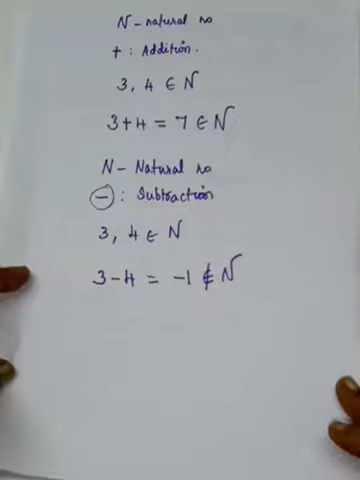 N - natural no
+ : Addition.
3, 4 ∈ N
3+4 = 7 ∈ N
N - Natural no
- : Subtraction
3, 4 ∈ N
3-4 = -1 ∉ N